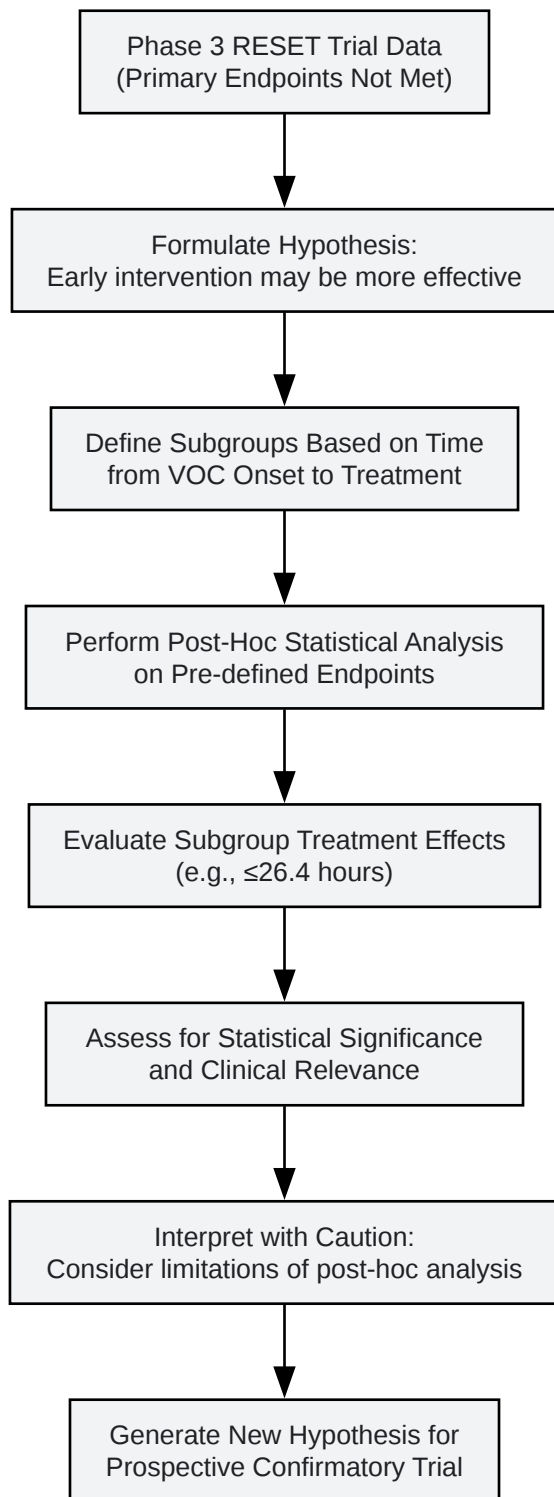 Phase 3 RESET Trial Data
(Primary Endpoints Not Met)
Formulate Hypothesis:
Early intervention may be more effective
Define Subgroups Based on Time
from VOC Onset to Treatment
Perform Post-Hoc Statistical Analysis
on Pre-defined Endpoints
Evaluate Subgroup Treatment Effects
(e.g., ≤26.4 hours)
Assess for Statistical Significance
and Clinical Relevance
Interpret with Caution:
Consider limitations of post-hoc analysis
Generate New Hypothesis for
Prospective Confirmatory Trial